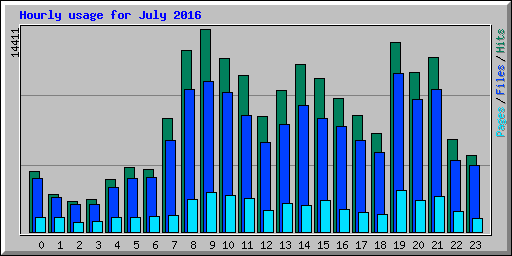 Hourly usage for July 2016
14411
Pages / Files / Hits
0 1 2 3 4 5 6 7 8 9 10 11 12 13 14 15 16 17 18 19 20 21 22 23